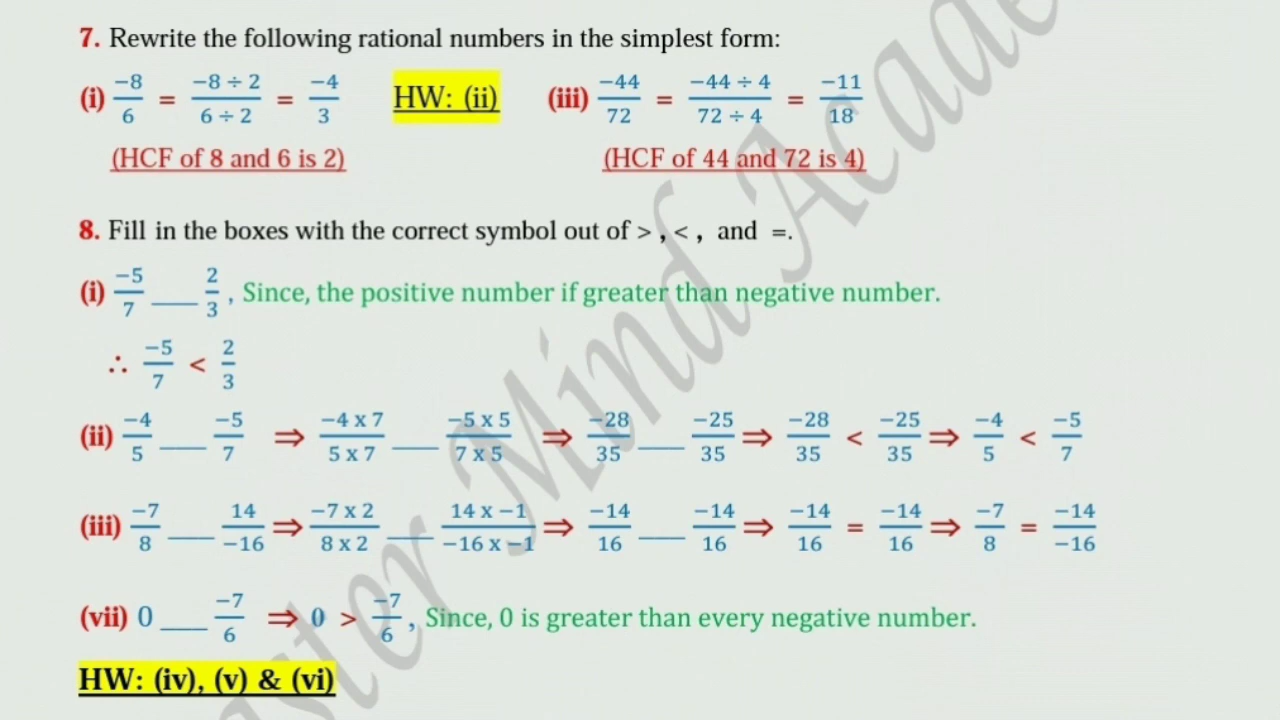 7. Rewrite the following rational numbers in the simplest form:
(i) −8/6 = −8 ÷ 2/6 ÷ 2 = −4/3 HW: (ii) (iii) −44/72 = −44 ÷ 4/72 ÷ 4 = −11/18
(HCF of 8 and 6 is 2) (HCF of 44 and 72 is 4)
8. Fill in the boxes with the correct symbol out of > , < , and =.
(i) −5/7 ___ 2/3 , Since, the positive number if greater than negative number.
∴ −5/7 < 2/3
(ii) −4/5 ___ −5/7 ⇒ −4 x 7/5 x 7 ___ −5 x 5/7 x 5 ⇒ −28/35 ___ −25/35 ⇒ −28/35 < −25/35 ⇒ −4/5 < −5/7
(iii) −7/8 ___ 14/−16 ⇒ −7 x 2/8 x 2 ___ 14 x −1/−16 x −1 ⇒ −14/16 ___ −14/16 ⇒ −14/16 = −14/16 ⇒ −7/8 = −14/−16
(vii) 0 ___ −7/6 ⇒ 0 > −7/6 , Since, 0 is greater than every negative number.
HW: (iv), (v) & (vi)
aster Mind Acade